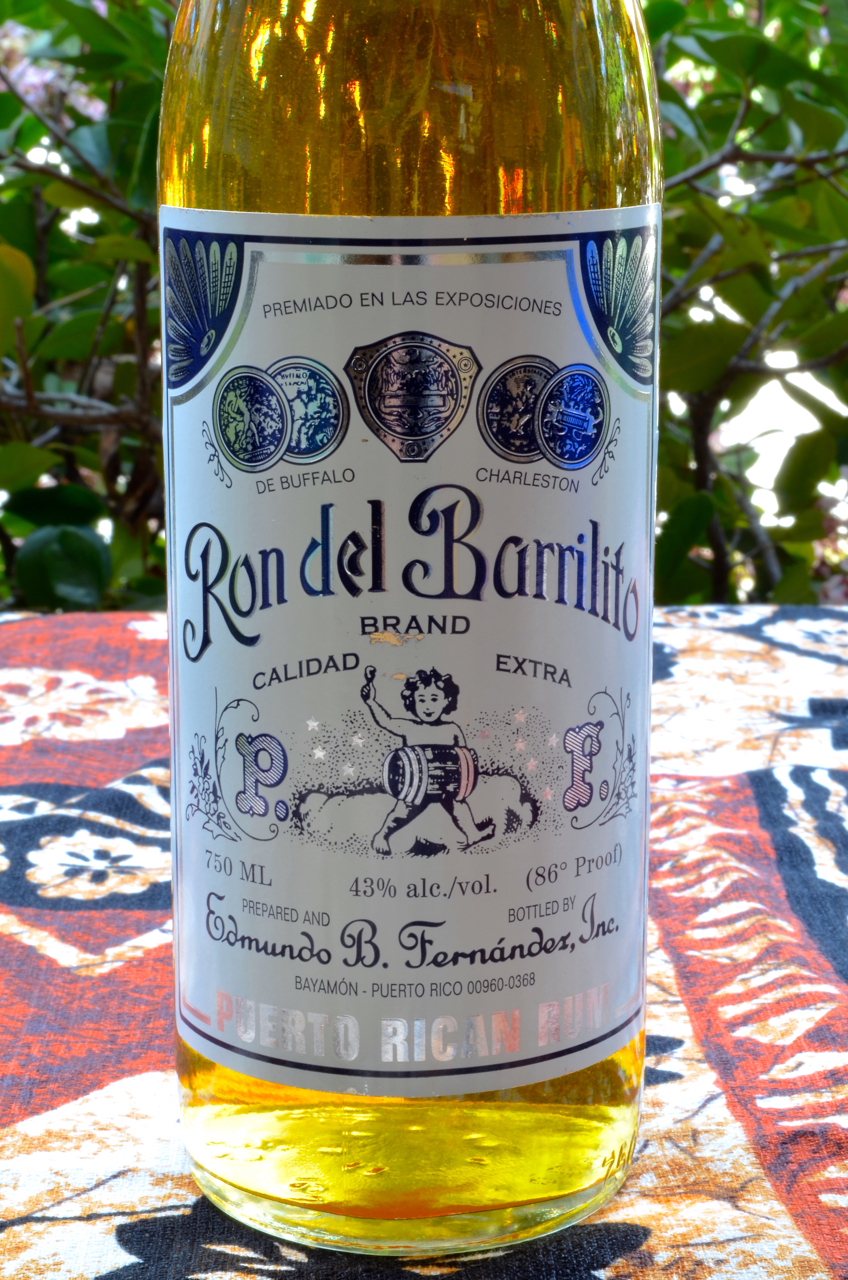 PREMIADO EN LAS EXPOSICIONES
DE BUFFALO CHARLESTON
Ron del Barrilito
BRAND
CALIDAD EXTRA
P. F.
750 ML 43% alc./vol. (86° Proof)
PREPARED AND BOTTLED BY
Edmundo B. Fernández, Inc.
BAYAMÓN - PUERTO RICO 00960-0368
PUERTO RICAN RUM